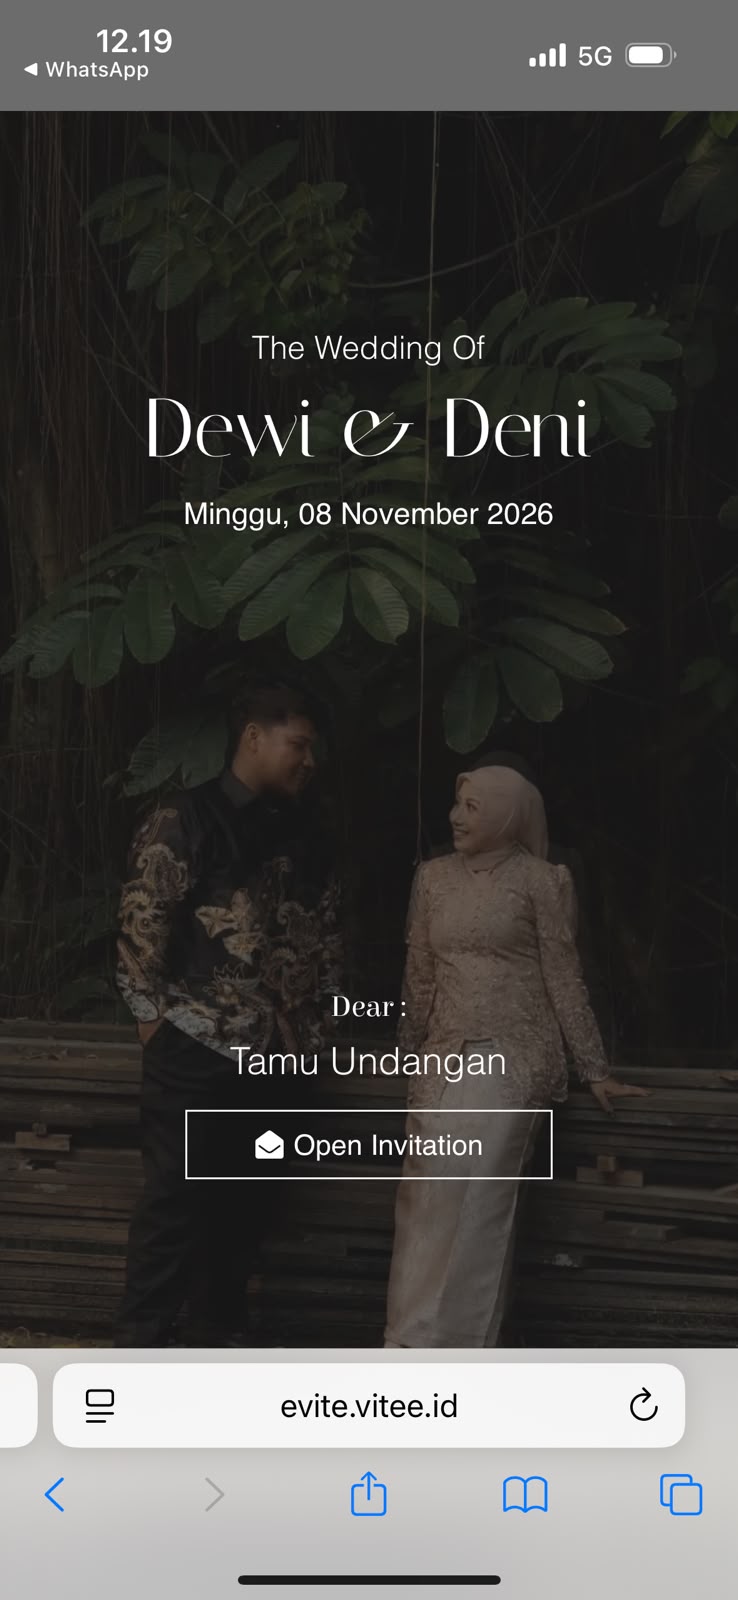 12.19
5G
WhatsApp
The Wedding Of
Dewi & Deni
Minggu, 08 November 2026
Dear :
Tamu Undangan
Open Invitation
evite.vitee.id